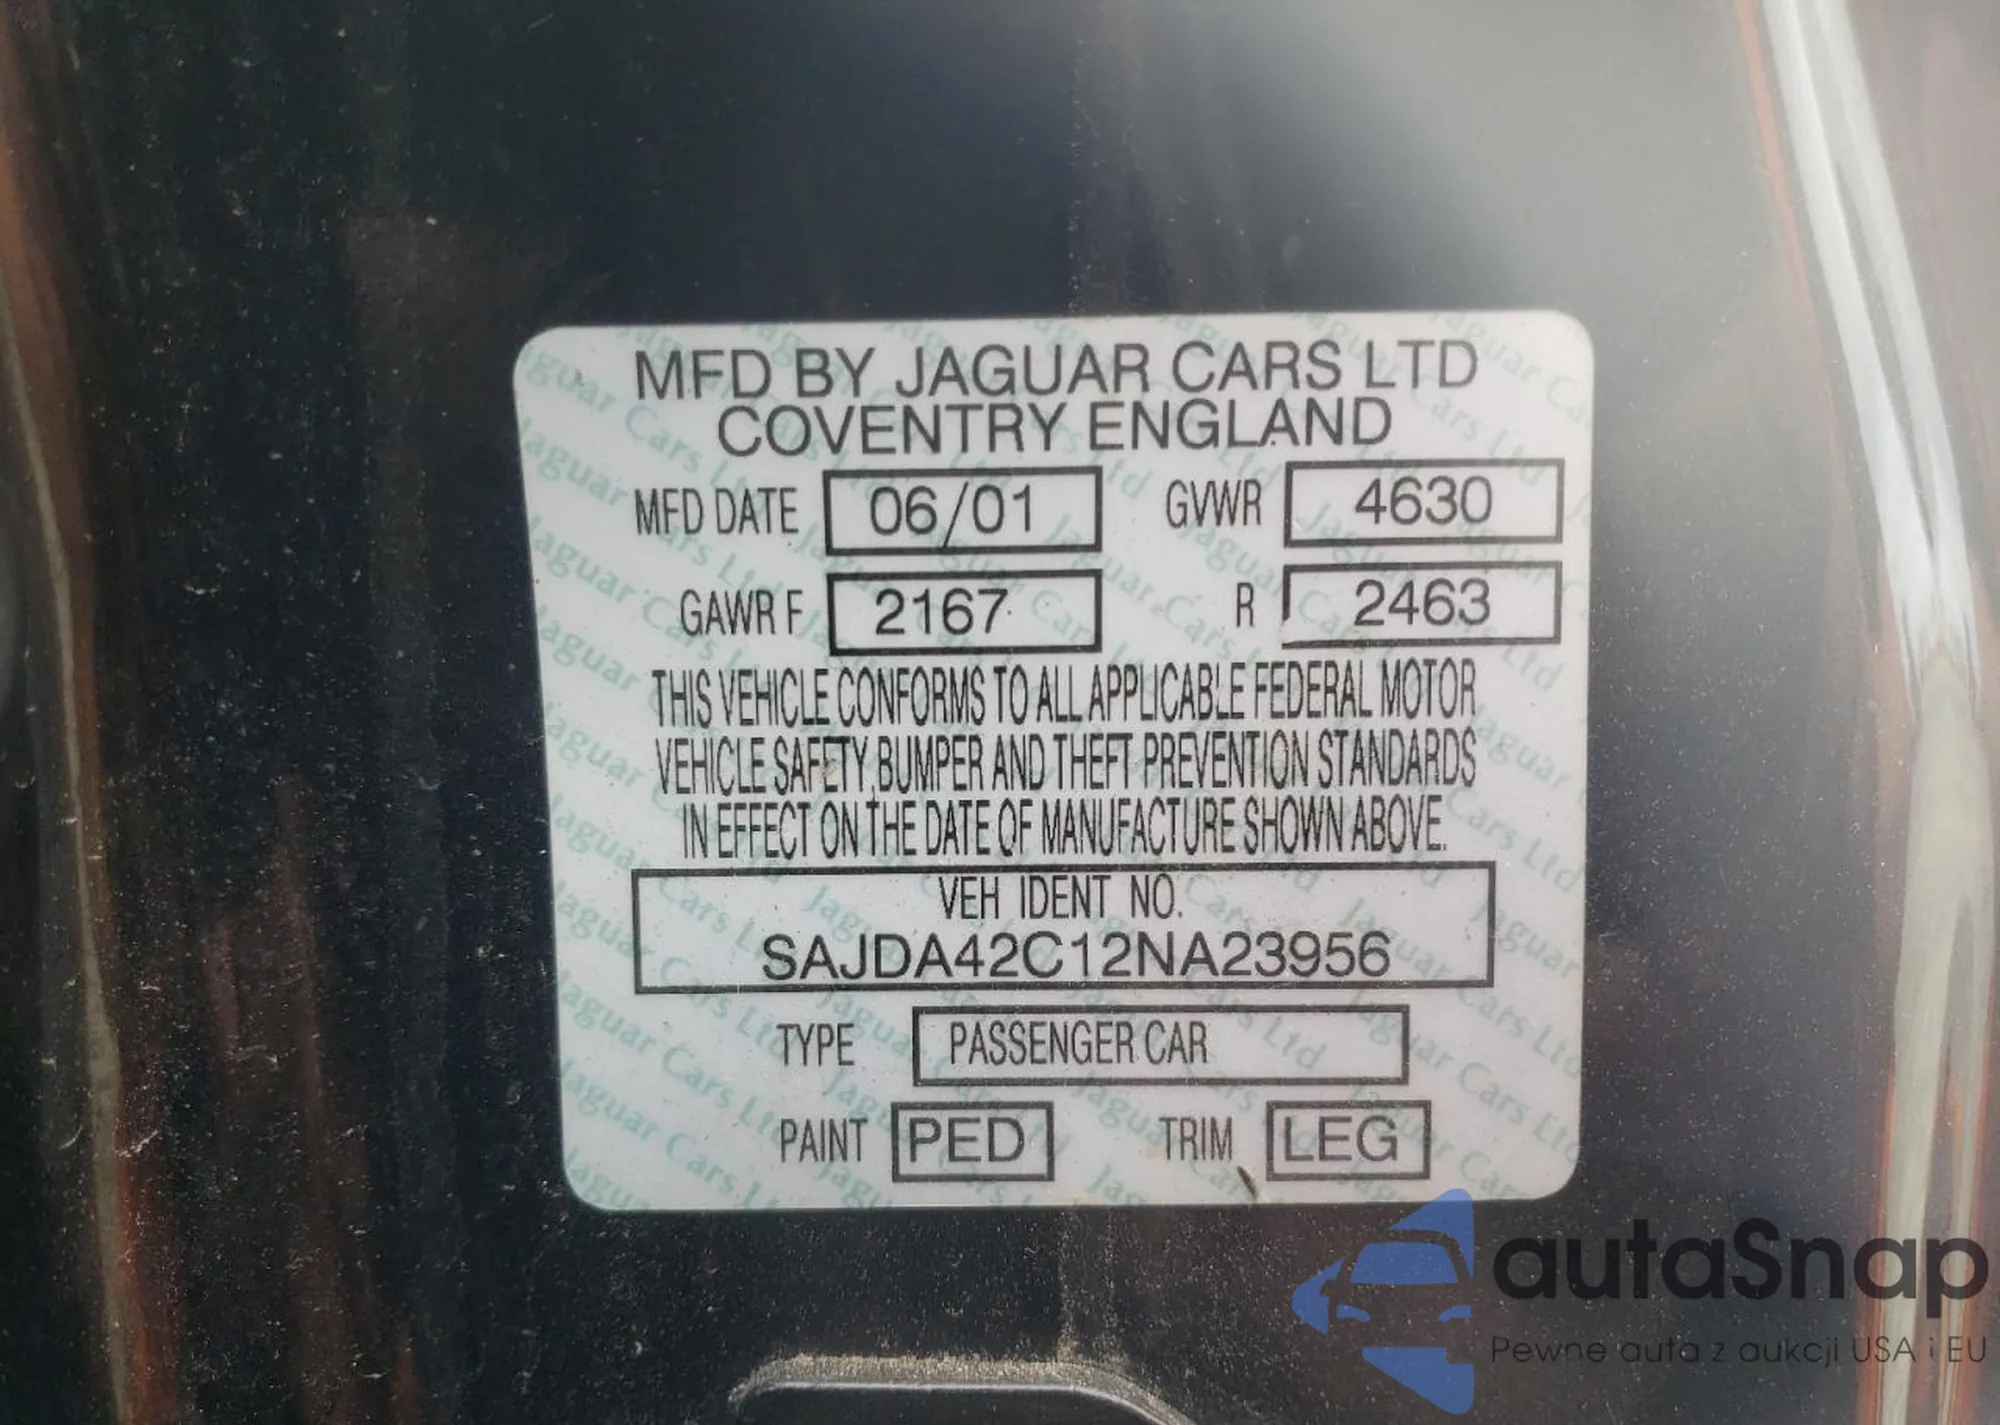 MFD BY JAGUAR CARS LTD
COVENTRY ENGLAND
MFD DATE 06/01 GVWR 4630
GAWR F 2167 R 2463
THIS VEHICLE CONFORMS TO ALL APPLICABLE FEDERAL MOTOR
VEHICLE SAFETY, BUMPER AND THEFT PREVENTION STANDARDS
IN EFFECT ON THE DATE OF MANUFACTURE SHOWN ABOVE.
VEH IDENT NO.
SAJDA42C12NA23956
TYPE PASSENGER CAR
PAINT PED TRIM LEG
autaSnap
Pewne auta z aukcji USA i EU